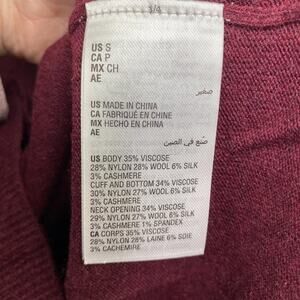 1/4
US S
CA P
MX CH
AE
صغير
US MADE IN CHINA
CA FABRIQUÉ EN CHINE
MX HECHO EN CHINA
AE
صنع في الصين
US BODY 35% VISCOSE
28% NYLON 28% WOOL 6% SILK
3% CASHMERE
CUFF AND BOTTOM 34% VISCOSE
30% NYLON 27% WOOL 6% SILK
3% CASHMERE
NECK OPENING 34% VISCOSE
29% NYLON 27% WOOL 6% SILK
3% CASHMERE 1% SPANDEX
CA CORPS 35% VISCOSE
28% NYLON 28% LAINE 6% SOIE
3% CACHEMIRE